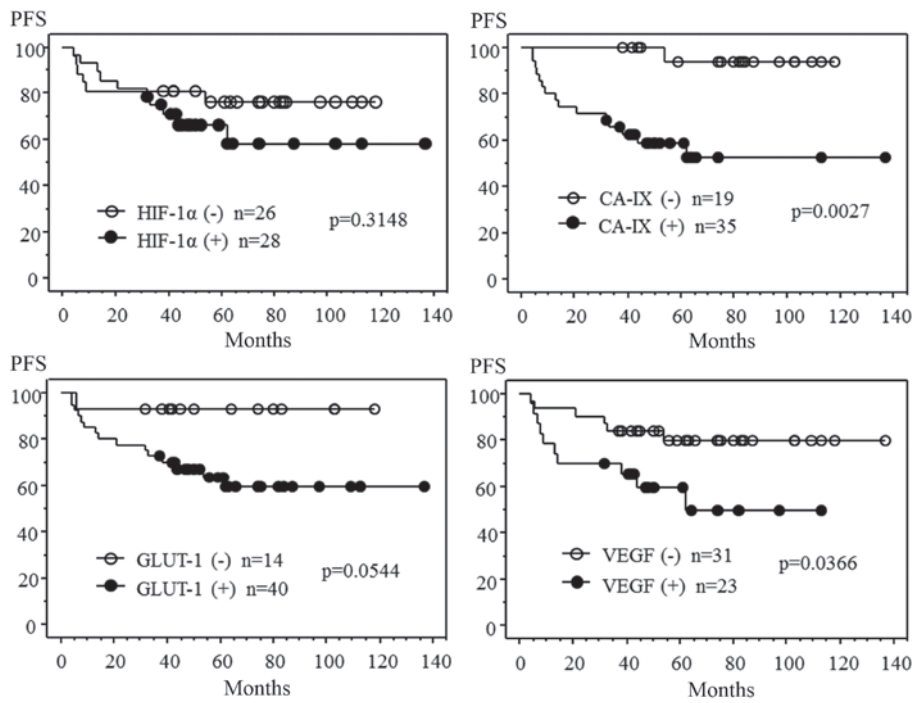 PFS
100
80
60
40
20
0
HIF-1α (-) n=26
HIF-1α (+) n=28
p=0.3148
0 20 40 60 80 100 120 140
Months
PFS
100
80
60
40
20
0
CA-IX (-) n=19
CA-IX (+) n=35
p=0.0027
0 20 40 60 80 100 120 140
Months
PFS
100
80
60
40
20
0
GLUT-1 (-) n=14
GLUT-1 (+) n=40
p=0.0544
0 20 40 60 80 100 120 140
Months
PFS
100
80
60
40
20
0
VEGF (-) n=31
VEGF (+) n=23
p=0.0366
0 20 40 60 80 100 120 140
Months